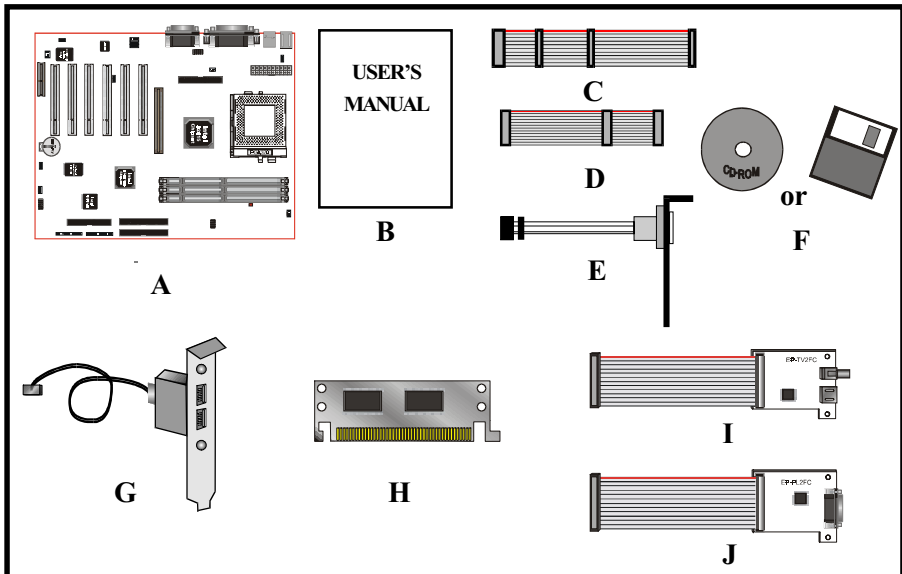 USER'S
MANUAL
A
B
C
D
E
CD-ROM
or
F
G
H
EP-TV2FC
I
EP-PL2FC
J